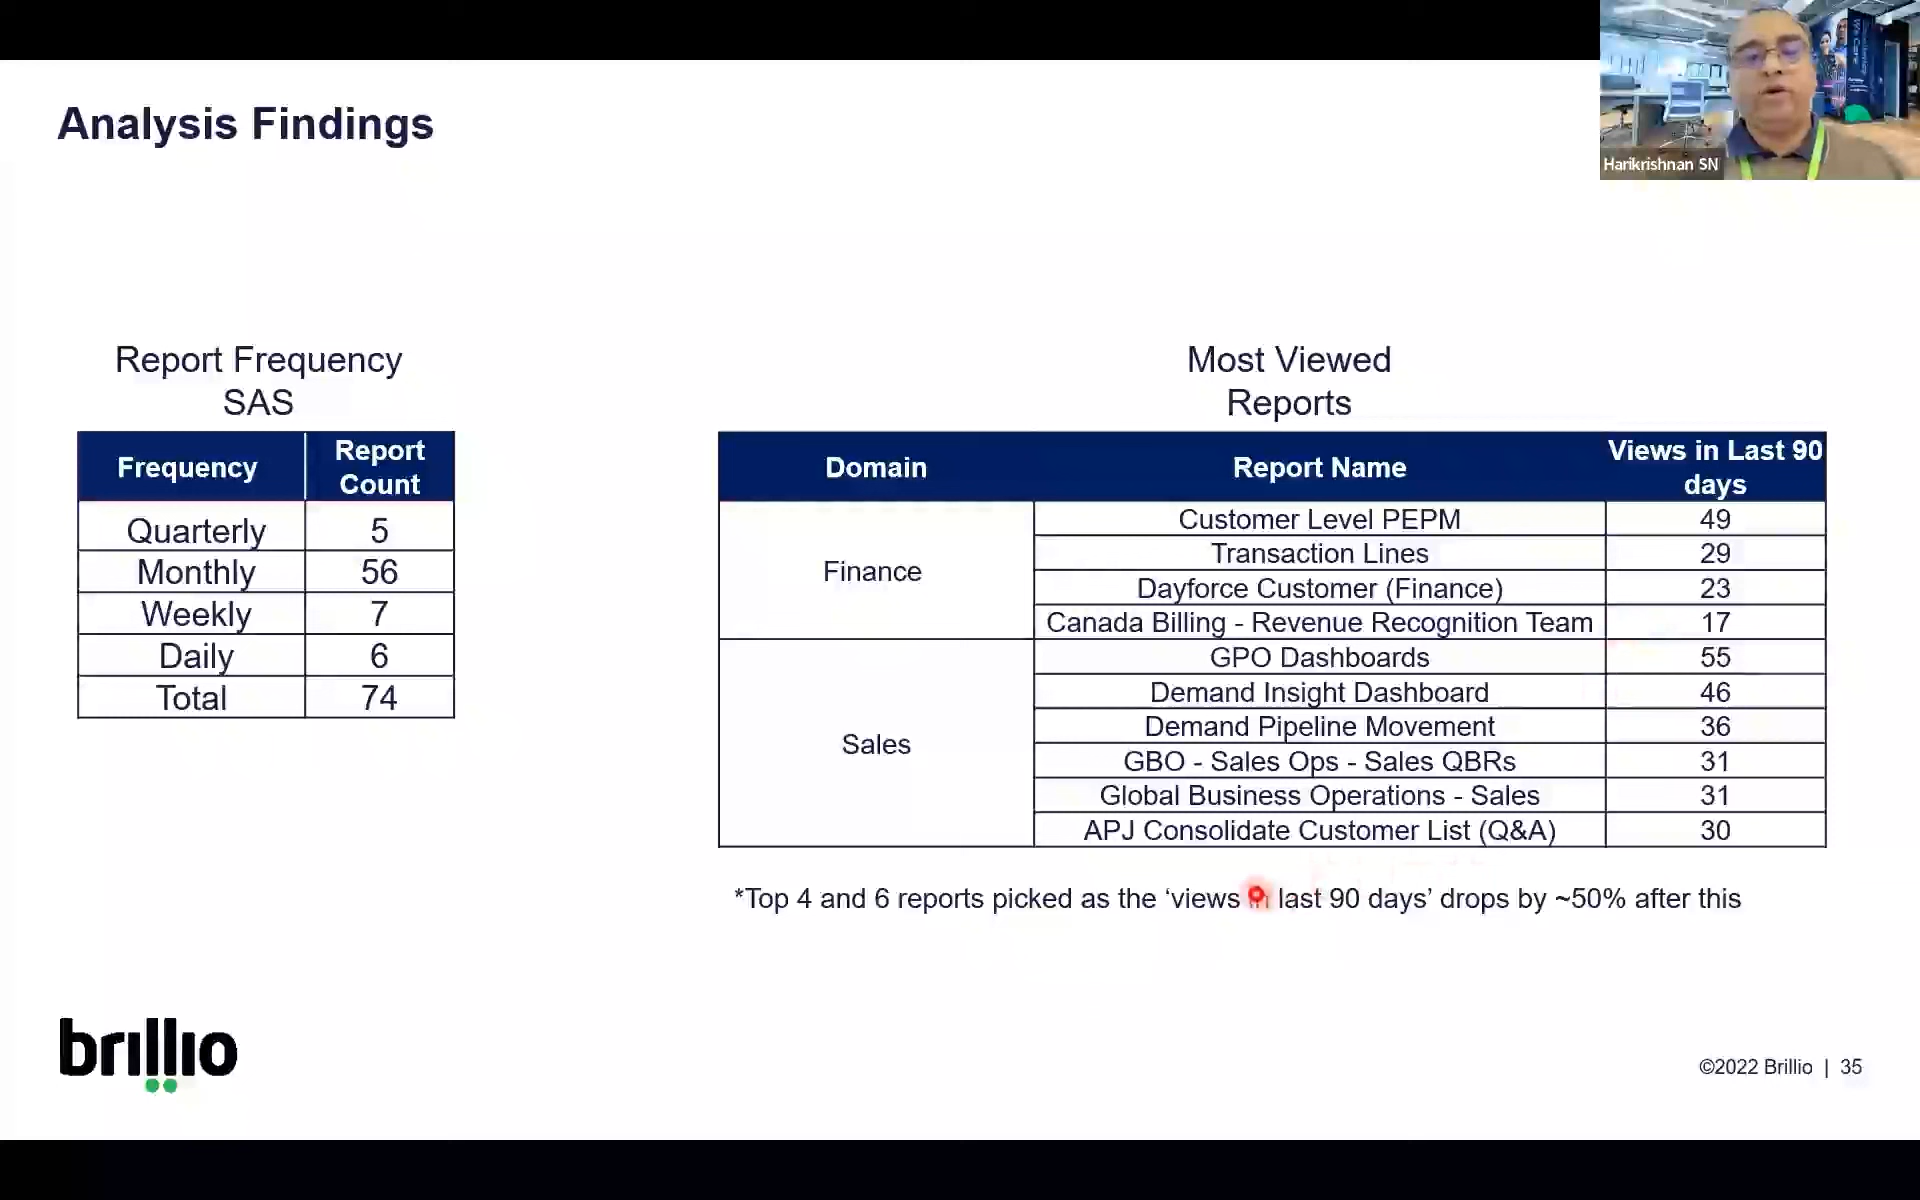 Harikrishnan SN
Analysis Findings
Report Frequency
SAS
Frequency Report Count
Quarterly 5
Monthly 56
Weekly 7
Daily 6
Total 74
Most Viewed
Reports
Domain Report Name Views in Last 90 days
Finance
Customer Level PEPM 49
Transaction Lines 29
Dayforce Customer (Finance) 23
Canada Billing - Revenue Recognition Team 17
Sales
GPO Dashboards 55
Demand Insight Dashboard 46
Demand Pipeline Movement 36
GBO - Sales Ops - Sales QBRs 31
Global Business Operations - Sales 31
APJ Consolidate Customer List (Q&A) 30
*Top 4 and 6 reports picked as the ‘views in last 90 days’ drops by ~50% after this
brillio
©2022 Brillio | 35